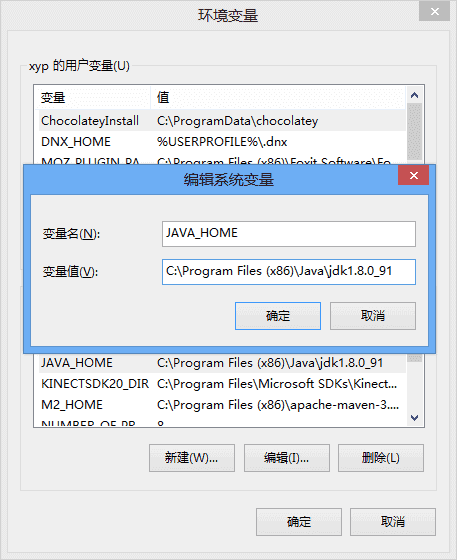 环境变量
xyp 的用户变量(U)
变量 值
ChocolateyInstall C:\ProgramData\chocolatey
DNX_HOME %USERPROFILE%\.dnx
MOZ_PLUGIN_PA... C:\Program Files (x86)\Foxit Software\Fo...
编辑系统变量
变量名(N): JAVA_HOME
变量值(V): C:\Program Files (x86)\Java\jdk1.8.0_91
确定 取消
JAVA_HOME C:\Program Files (x86)\Java\jdk1.8.0_91
KINECTSDK20_DIR C:\Program Files\Microsoft SDKs\Kinect...
M2_HOME C:\Program Files (x86)\apache-maven-3....
NUMBER_OF_PR... 8
新建(W)... 编辑(I)... 删除(L)
确定 取消